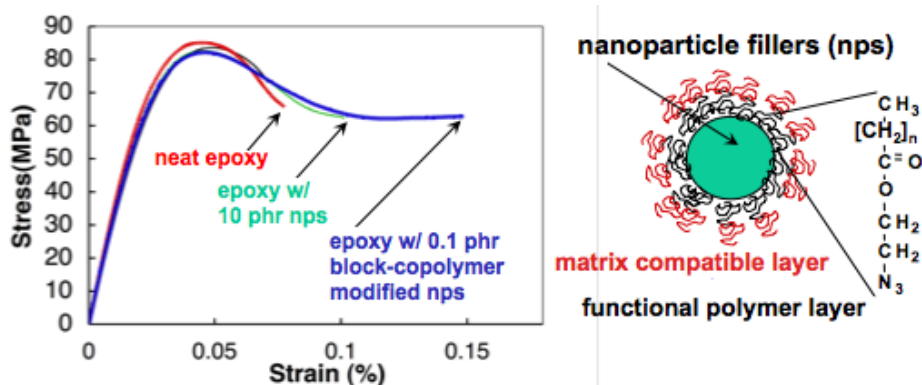 90
80
70
60
50
40
30
20
10
0
Stress(MPa)
0
0.05
0.1
0.15
Strain (%)
neat epoxy
epoxy w/
10 phr nps
epoxy w/ 0.1 phr
block-copolymer
modified nps
nanoparticle fillers (nps)
CH3
[CH2]n
C=O
O
CH2
CH2
N3
matrix compatible layer
functional polymer layer